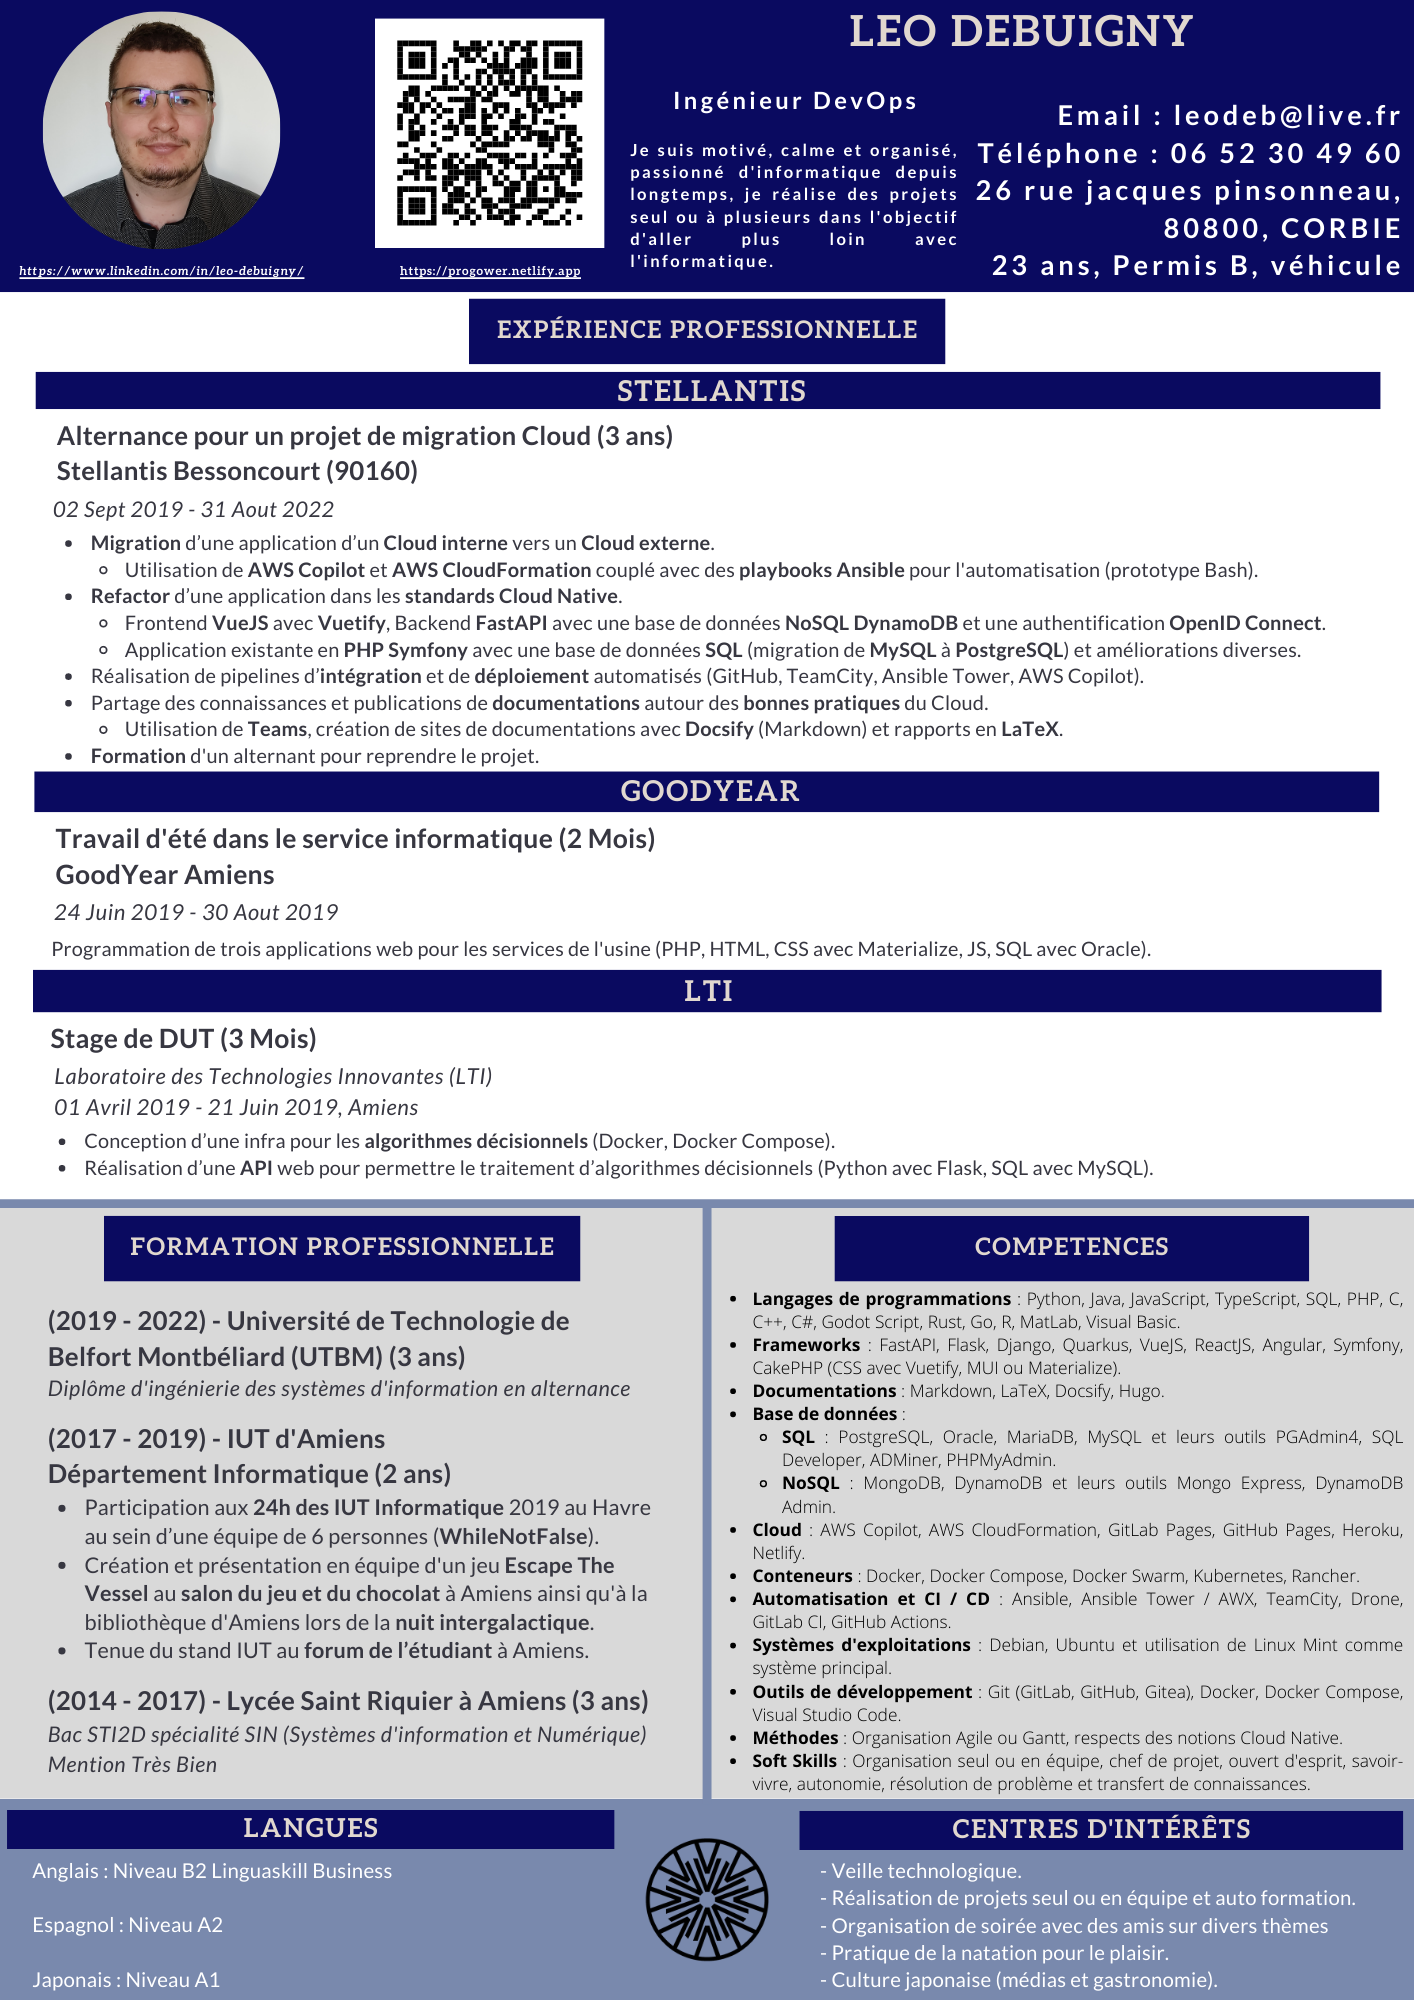 LEO DEBUIGNY
Ingénieur DevOps
Je suis motivé, calme et organisé,
passionné d'informatique depuis
longtemps, je réalise des projets
seul ou à plusieurs dans l'objectif
d'aller plus loin avec
l'informatique.
Email : leodeb@live.fr
Téléphone : 06 52 30 49 60
26 rue jacques pinsonneau,
80800, CORBIE
23 ans, Permis B, véhicule
https://www.linkedin.com/in/leo-debuigny/
https://progower.netlify.app
EXPÉRIENCE PROFESSIONNELLE
STELLANTIS
Alternance pour un projet de migration Cloud (3 ans)
Stellantis Bessoncourt (90160)
02 Sept 2019 - 31 Aout 2022
• Migration d’une application d’un Cloud interne vers un Cloud externe.
◦ Utilisation de AWS Copilot et AWS CloudFormation couplé avec des playbooks Ansible pour l'automatisation (prototype Bash).
• Refactor d’une application dans les standards Cloud Native.
◦ Frontend VueJS avec Vuetify, Backend FastAPI avec une base de données NoSQL DynamoDB et une authentification OpenID Connect.
◦ Application existante en PHP Symfony avec une base de données SQL (migration de MySQL à PostgreSQL) et améliorations diverses.
• Réalisation de pipelines d’intégration et de déploiement automatisés (GitHub, TeamCity, Ansible Tower, AWS Copilot).
• Partage des connaissances et publications de documentations autour des bonnes pratiques du Cloud.
◦ Utilisation de Teams, création de sites de documentations avec Docsify (Markdown) et rapports en LaTeX.
• Formation d'un alternant pour reprendre le projet.
GOODYEAR
Travail d'été dans le service informatique (2 Mois)
GoodYear Amiens
24 Juin 2019 - 30 Aout 2019
Programmation de trois applications web pour les services de l'usine (PHP, HTML, CSS avec Materialize, JS, SQL avec Oracle).
LTI
Stage de DUT (3 Mois)
Laboratoire des Technologies Innovantes (LTI)
01 Avril 2019 - 21 Juin 2019, Amiens
• Conception d’une infra pour les algorithmes décisionnels (Docker, Docker Compose).
• Réalisation d’une API web pour permettre le traitement d’algorithmes décisionnels (Python avec Flask, SQL avec MySQL).
FORMATION PROFESSIONNELLE
(2019 - 2022) - Université de Technologie de
Belfort Montbéliard (UTBM) (3 ans)
Diplôme d'ingénierie des systèmes d'information en alternance
(2017 - 2019) - IUT d'Amiens
Département Informatique (2 ans)
• Participation aux 24h des IUT Informatique 2019 au Havre
au sein d’une équipe de 6 personnes (WhileNotFalse).
• Création et présentation en équipe d'un jeu Escape The
Vessel au salon du jeu et du chocolat à Amiens ainsi qu'à la
bibliothèque d'Amiens lors de la nuit intergalactique.
• Tenue du stand IUT au forum de l’étudiant à Amiens.
(2014 - 2017) - Lycée Saint Riquier à Amiens (3 ans)
Bac STI2D spécialité SIN (Systèmes d'information et Numérique)
Mention Très Bien
COMPETENCES
• Langages de programmations : Python, Java, JavaScript, TypeScript, SQL, PHP, C,
C++, C#, Godot Script, Rust, Go, R, MatLab, Visual Basic.
• Frameworks : FastAPI, Flask, Django, Quarkus, VueJS, ReactJS, Angular, Symfony,
CakePHP (CSS avec Vuetify, MUI ou Materialize).
• Documentations : Markdown, LaTeX, Docsify, Hugo.
• Base de données :
◦ SQL : PostgreSQL, Oracle, MariaDB, MySQL et leurs outils PGAdmin4, SQL
Developer, ADMiner, PHPMyAdmin.
◦ NoSQL : MongoDB, DynamoDB et leurs outils Mongo Express, DynamoDB
Admin.
• Cloud : AWS Copilot, AWS CloudFormation, GitLab Pages, GitHub Pages, Heroku,
Netlify.
• Conteneurs : Docker, Docker Compose, Docker Swarm, Kubernetes, Rancher.
• Automatisation et CI / CD : Ansible, Ansible Tower / AWX, TeamCity, Drone,
GitLab CI, GitHub Actions.
• Systèmes d'exploitations : Debian, Ubuntu et utilisation de Linux Mint comme
système principal.
• Outils de développement : Git (GitLab, GitHub, Gitea), Docker, Docker Compose,
Visual Studio Code.
• Méthodes : Organisation Agile ou Gantt, respects des notions Cloud Native.
• Soft Skills : Organisation seul ou en équipe, chef de projet, ouvert d'esprit, savoir-
vivre, autonomie, résolution de problème et transfert de connaissances.
LANGUES
Anglais : Niveau B2 Linguaskill Business
Espagnol : Niveau A2
Japonais : Niveau A1
CENTRES D'INTÉRÊTS
- Veille technologique.
- Réalisation de projets seul ou en équipe et auto formation.
- Organisation de soirée avec des amis sur divers thèmes
- Pratique de la natation pour le plaisir.
- Culture japonaise (médias et gastronomie).